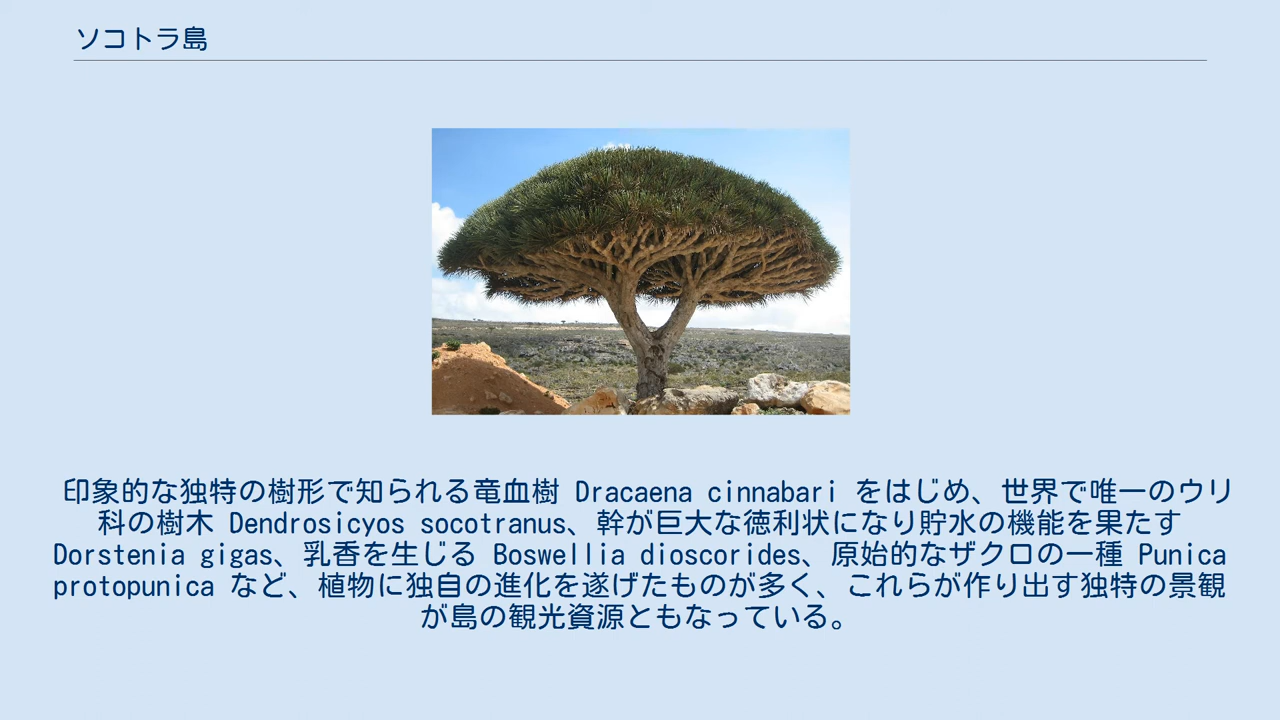 ソコトラ島
印象的な独特の樹形で知られる竜血樹 Dracaena cinnabari をはじめ、世界で唯一のウリ
科の樹木 Dendrosicyos socotranus、幹が巨大な徳利状になり貯水の機能を果たす
Dorstenia gigas、乳香を生じる Boswellia dioscorides、原始的なザクロの一種 Punica
protopunica など、植物に独自の進化を遂げたものが多く、これらが作り出す独特の景観
が島の観光資源ともなっている。